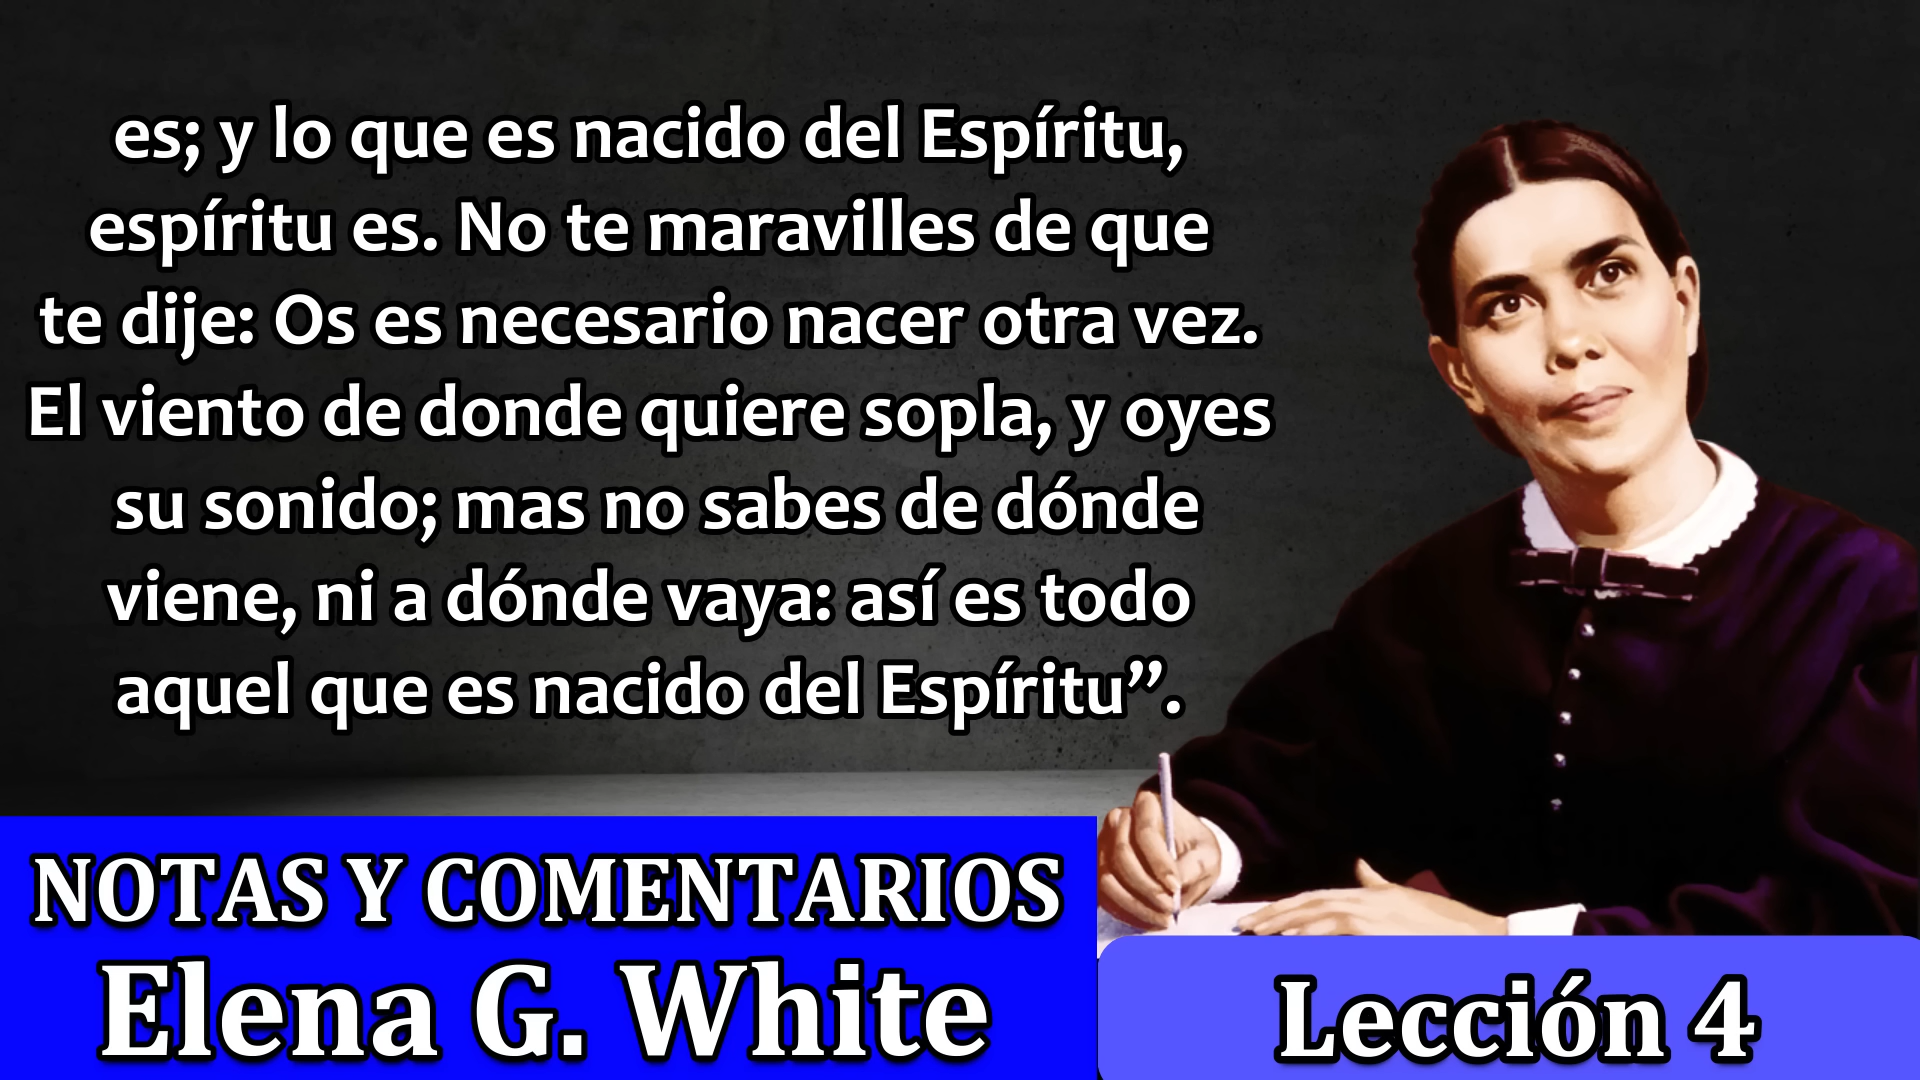 es; y lo que es nacido del Espíritu,
espíritu es. No te maravilles de que
te dije: Os es necesario nacer otra vez.
El viento de donde quiere sopla, y oyes
su sonido; mas no sabes de dónde
viene, ni a dónde vaya: así es todo
aquel que es nacido del Espíritu”.
NOTAS Y COMENTARIOS
Elena G. White
Lección 4